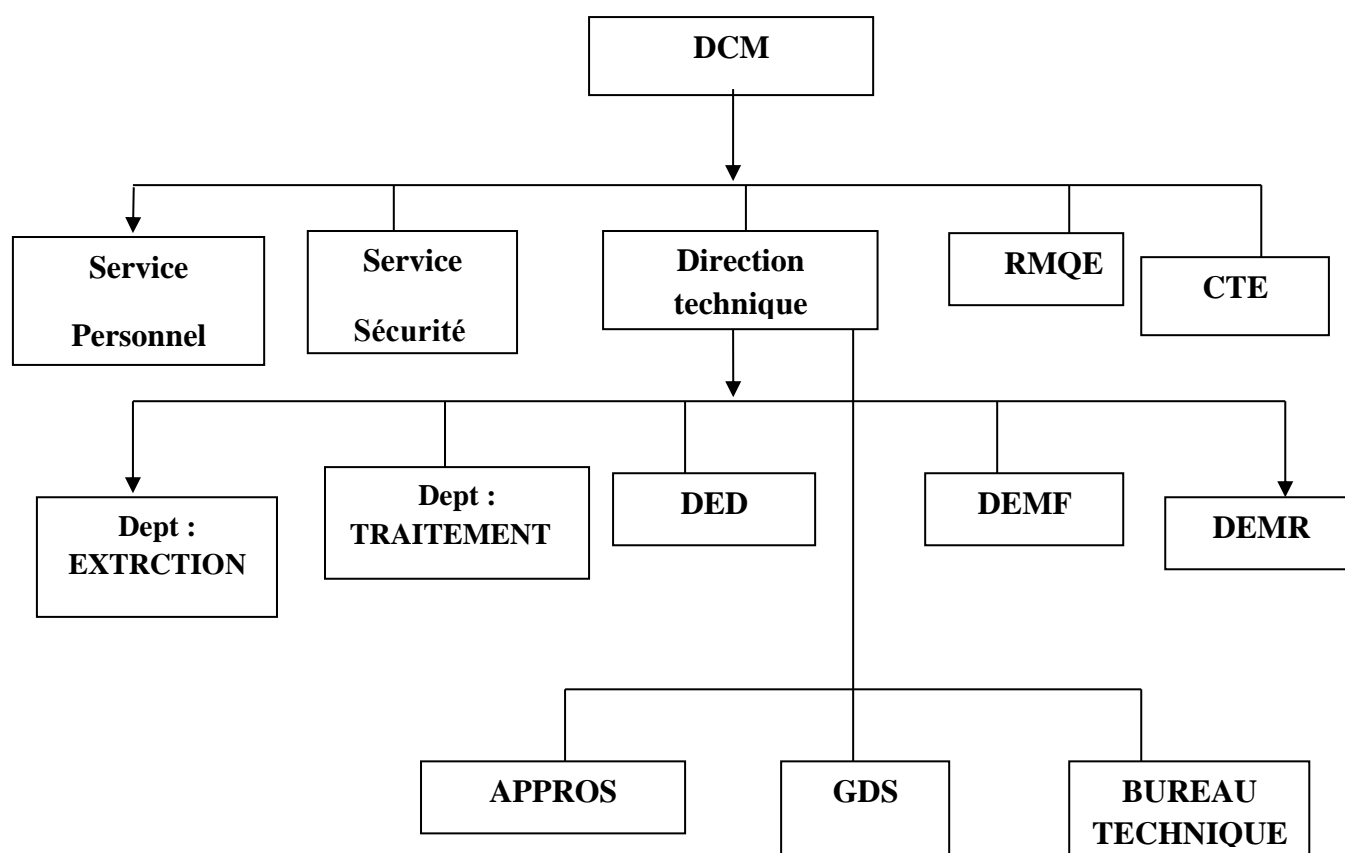 DCM
Service
Personnel
Service
Sécurité
Direction
technique
RMQE
CTE
Dept :
EXTRCTION
Dept :
TRAITEMENT
DED
DEMF
DEMR
APPROS
GDS
BUREAU
TECHNIQUE